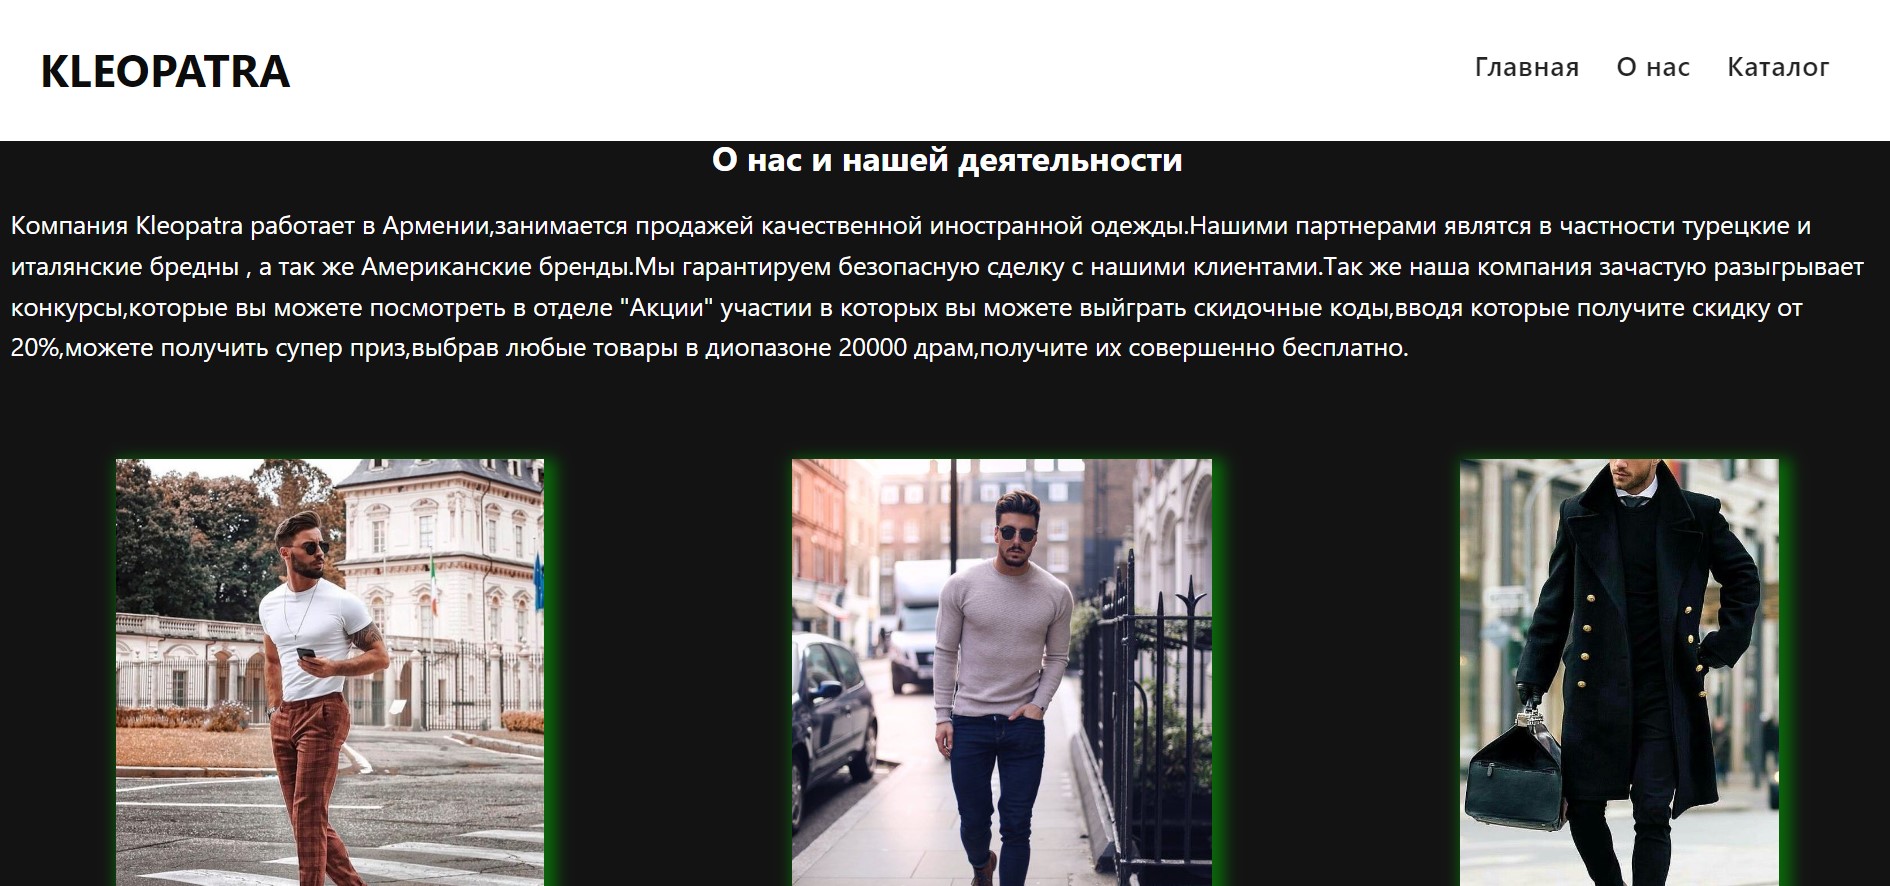 KLEOPATRA
Главная О нас Каталог
О нас и нашей деятельности
Компания Kleopatra работает в Армении,занимается продажей качественной иностранной одежды.Нашими партнерами являтся в частности турецкие и
италянские бредны , а так же Американские бренды.Мы гарантируем безопасную сделку с нашими клиентами.Так же наша компания зачастую разыгрывает
конкурсы,которые вы можете посмотреть в отделе "Акции" участии в которых вы можете выйграть скидочные коды,вводя которые получите скидку от
20%,можете получить супер приз,выбрав любые товары в диопазоне 20000 драм,получите их совершенно бесплатно.